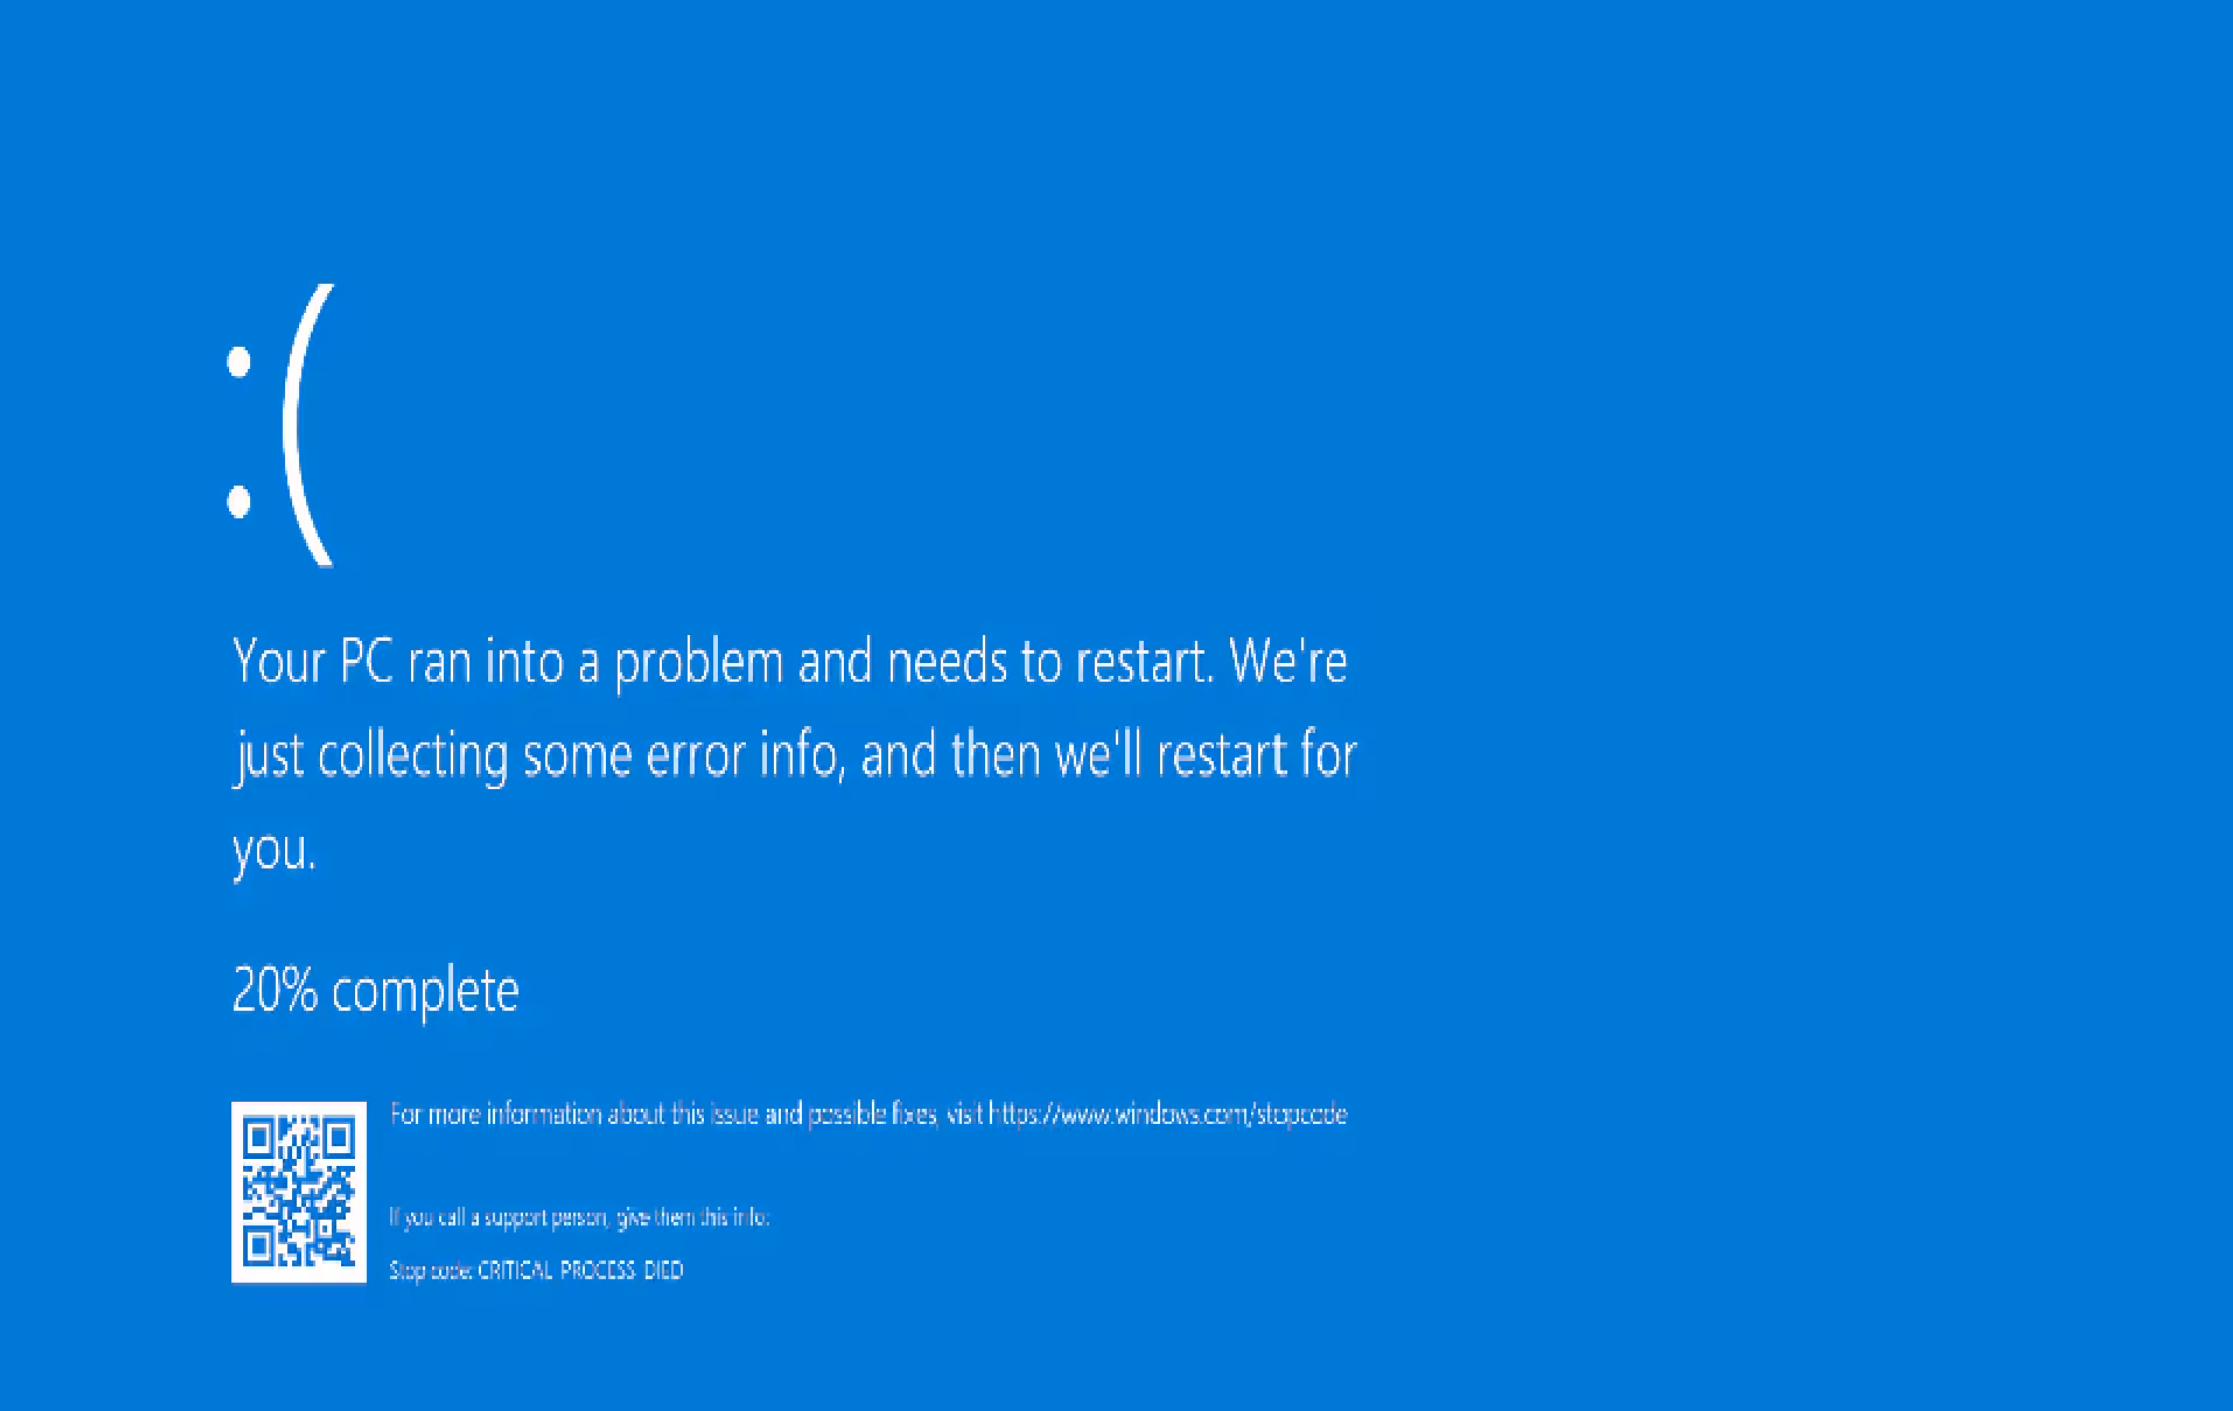 :(
Your PC ran into a problem and needs to restart. We're
just collecting some error info, and then we'll restart for
you.
20% complete
For more information about this issue and possible fixes, visit https://www.windows.com/stopcode
If you call a support person, give them this info:
Stop code: CRITICAL_PROCESS_DIED